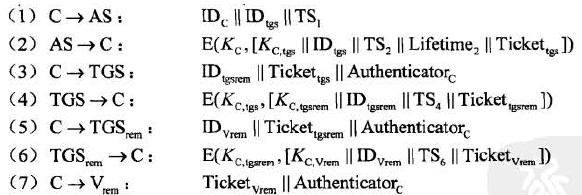 (1) C → AS: ID_C || ID_tgs || TS_1
(2) AS → C: E(K_C, [K_C,tgs || ID_tgs || TS_2 || Lifetime_2 || Ticket_tgs])
(3) C → TGS: ID_tgsrem || Ticket_tgs || Authenticator_C
(4) TGS → C: E(K_C,tgs, [K_C,tgsrem || ID_tgsrem || TS_4 || Ticket_tgsrem])
(5) C → TGS_rem: ID_Vrem || Ticket_tgsrem || Authenticator_C
(6) TGS_rem → C: E(K_C,tgsrem, [K_C,Vrem || ID_Vrem || TS_6 || Ticket_Vrem])
(7) C → V_rem: Ticket_Vrem || Authenticator_C